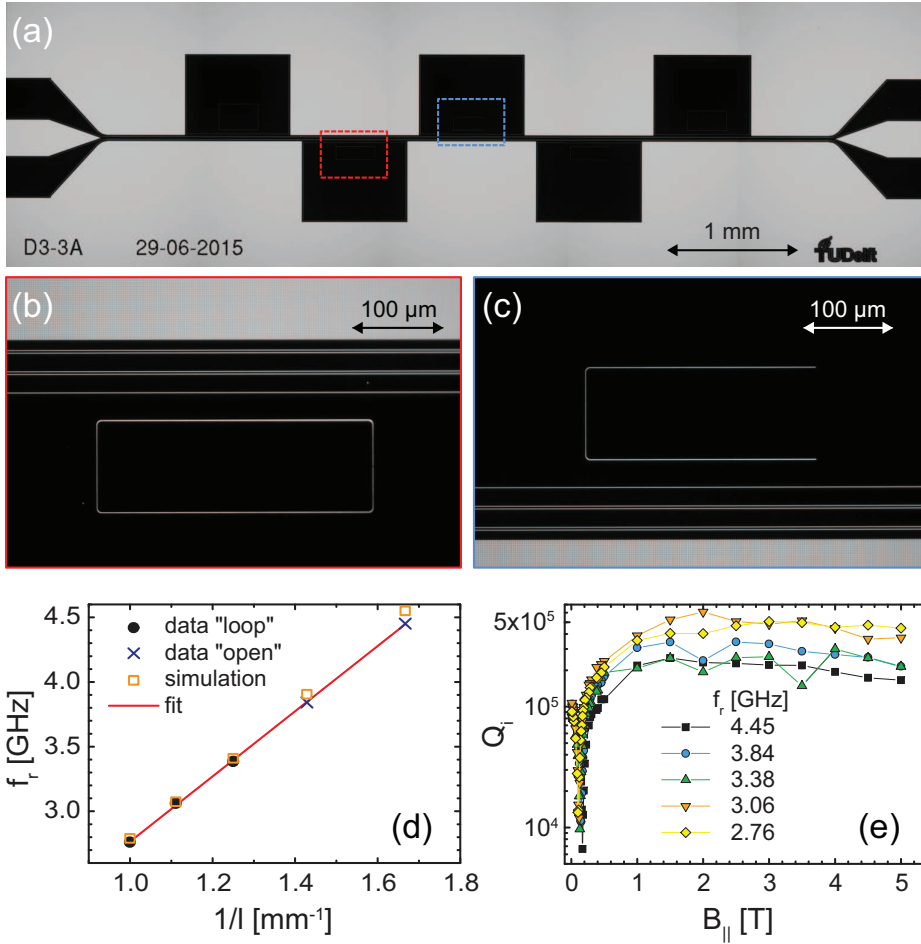 (a)
D3-3A 29-06-2015
1 mm
TUDelft
(b)
100 µm
(c)
100 µm
4.5
4.0
3.5
3.0
f_r [GHz]
data "loop"
data "open"
simulation
fit
(d)
1.0 1.2 1.4 1.6 1.8
1/l [mm⁻¹]
5x10⁵
10⁵
10⁴
Q_i
f_r [GHz]
4.45
3.84
3.38
3.06
2.76
(e)
0 1 2 3 4 5
B_|| [T]